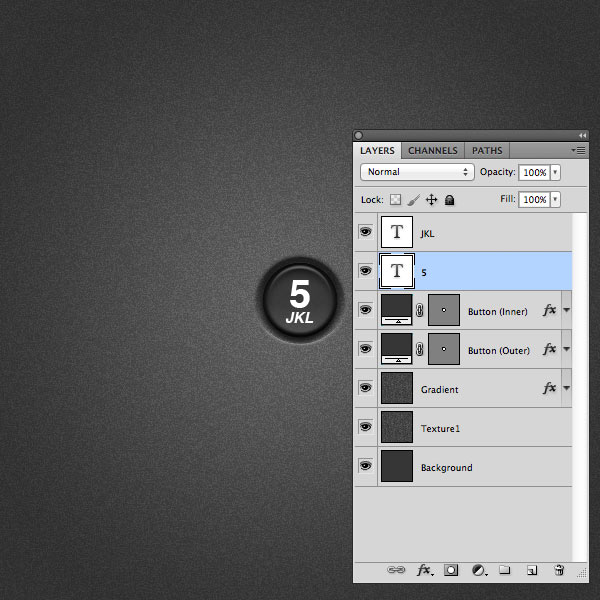 5
JKL
LAYERS CHANNELS PATHS
Normal Opacity: 100%
Lock: Fill: 100%
T JKL
T 5
Button (Inner) fx
Button (Outer) fx
Gradient fx
Texture1
Background
fx